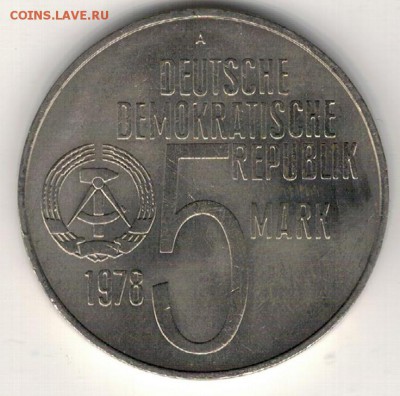 COINS.LAVE.RU
A
DEUTSCHE
DEMOKRATISCHE
REPUBLIK
5 MARK
1978